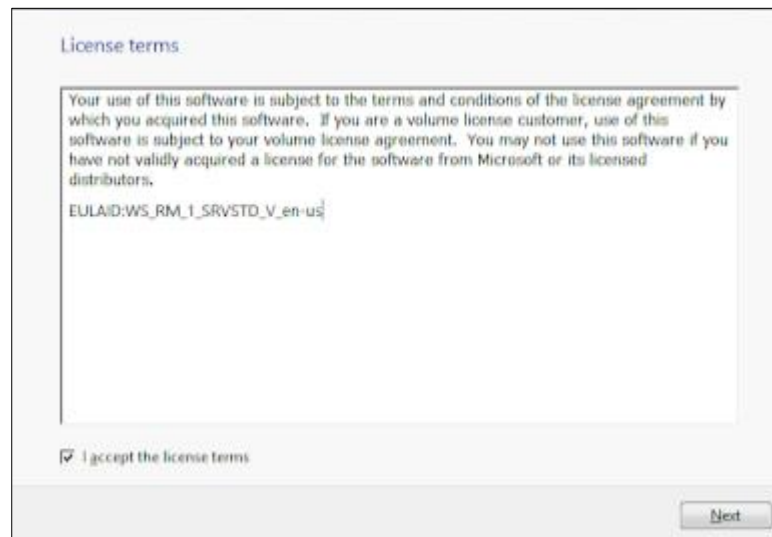 License terms
Your use of this software is subject to the terms and conditions of the license agreement by
which you acquired this software.  If you are a volume license customer, use of this
software is subject to your volume license agreement.  You may not use this software if you
have not validly acquired a license for the software from Microsoft or its licensed
distributors.
EULAID:WS_RM_1_SRVSTD_V_en-us
I accept the license terms
Next